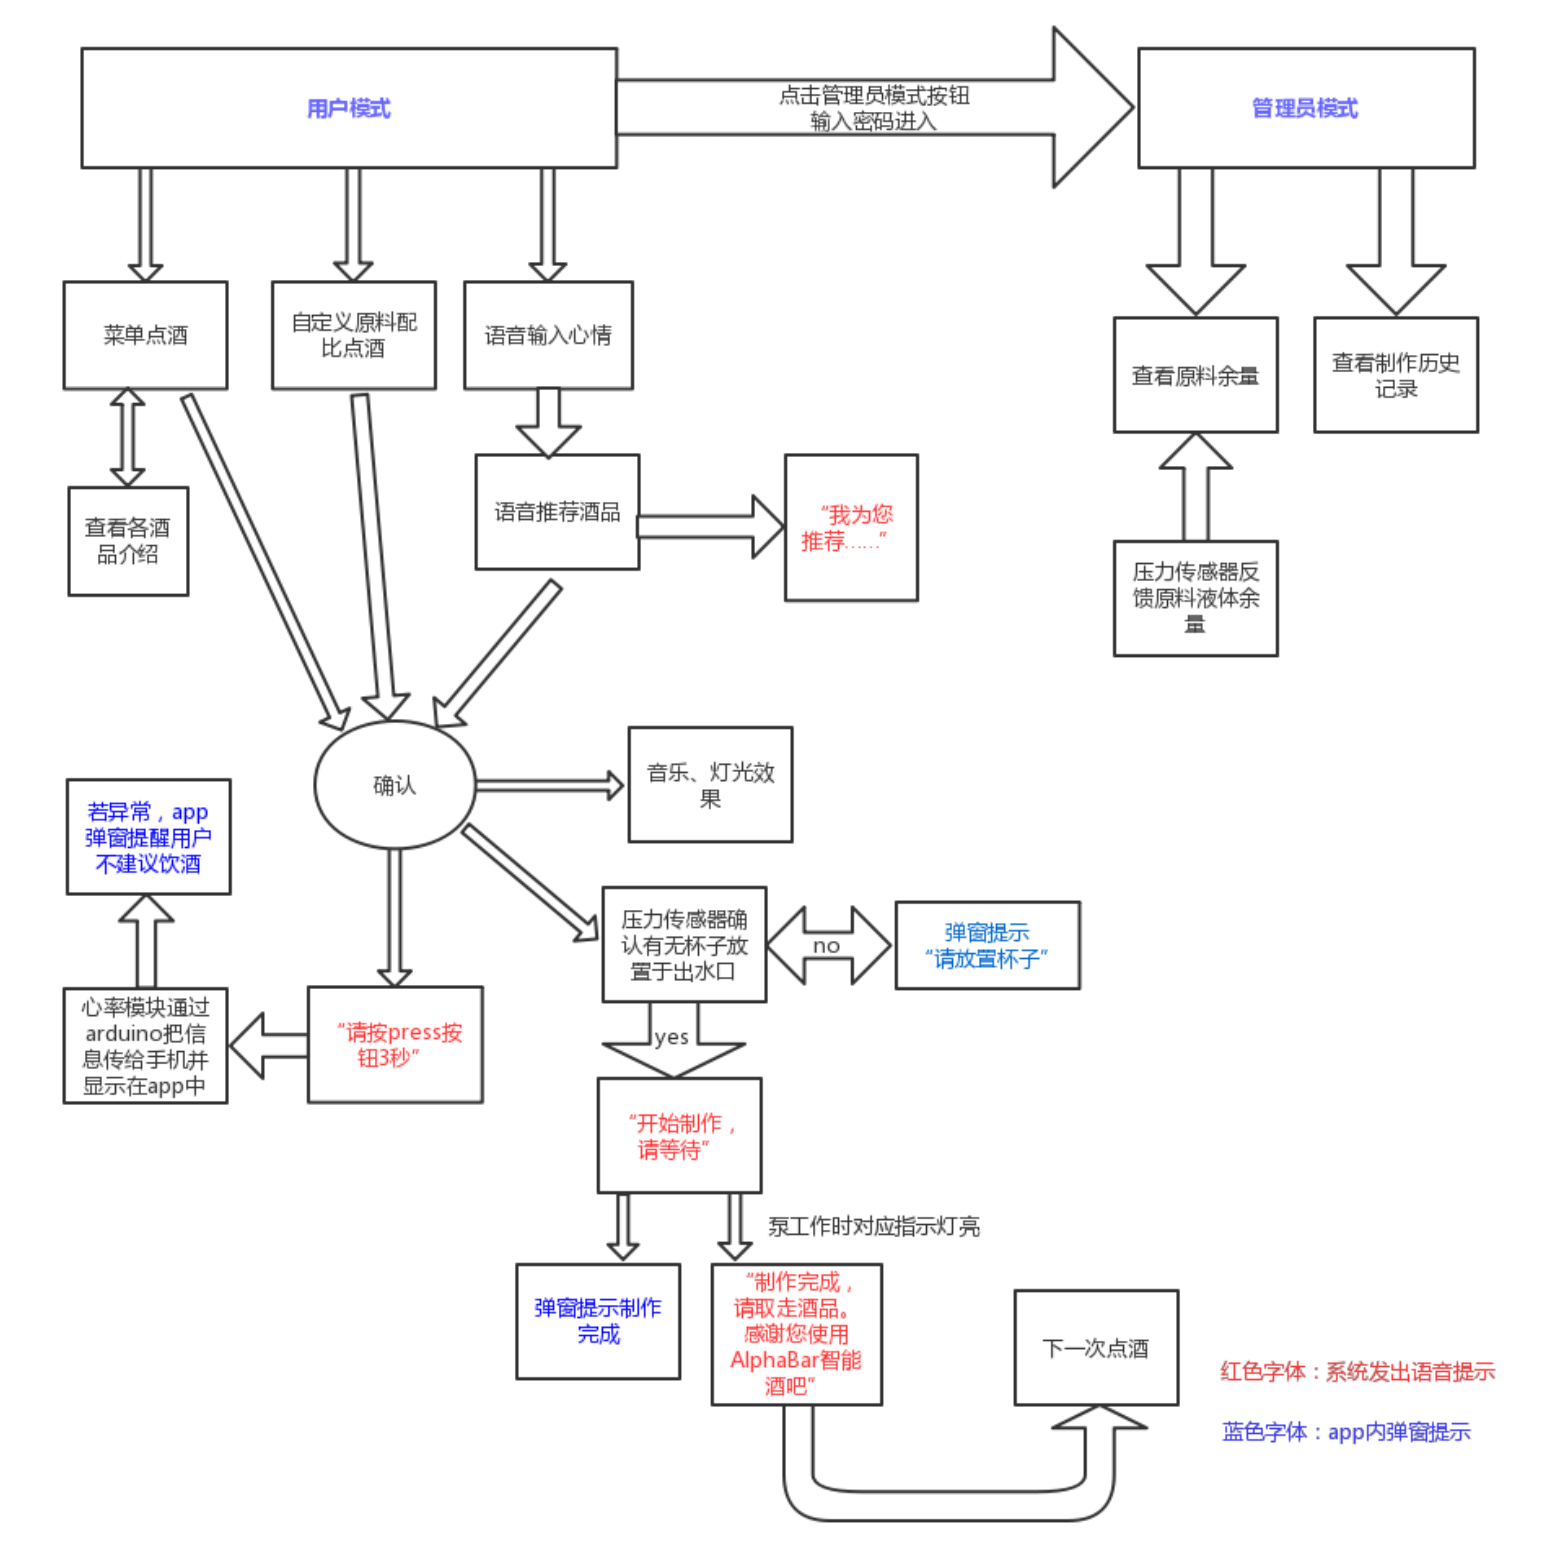 用户模式
点击管理员模式按钮
输入密码进入
管理员模式
菜单点酒
自定义原料配
比点酒
语音输入心情
查看原料余量
查看制作历史
记录
查看各酒
品介绍
语音推荐酒品
“我为您
推荐……”
压力传感器反
馈原料液体余
量
确认
音乐、灯光效
果
若异常，app
弹窗提醒用户
不建议饮酒
压力传感器确
认有无杯子放
置于出水口
no
弹窗提示
“请放置杯子”
心率模块通过
arduino把信
息传给手机并
显示在app中
“请按press按
钮3秒”
yes
“开始制作，
请等待”
泵工作时对应指示灯亮
弹窗提示制作
完成
“制作完成，
请取走酒品。
感谢您使用
AlphaBar智能
酒吧”
下一次点酒
红色字体：系统发出语音提示
蓝色字体：app内弹窗提示